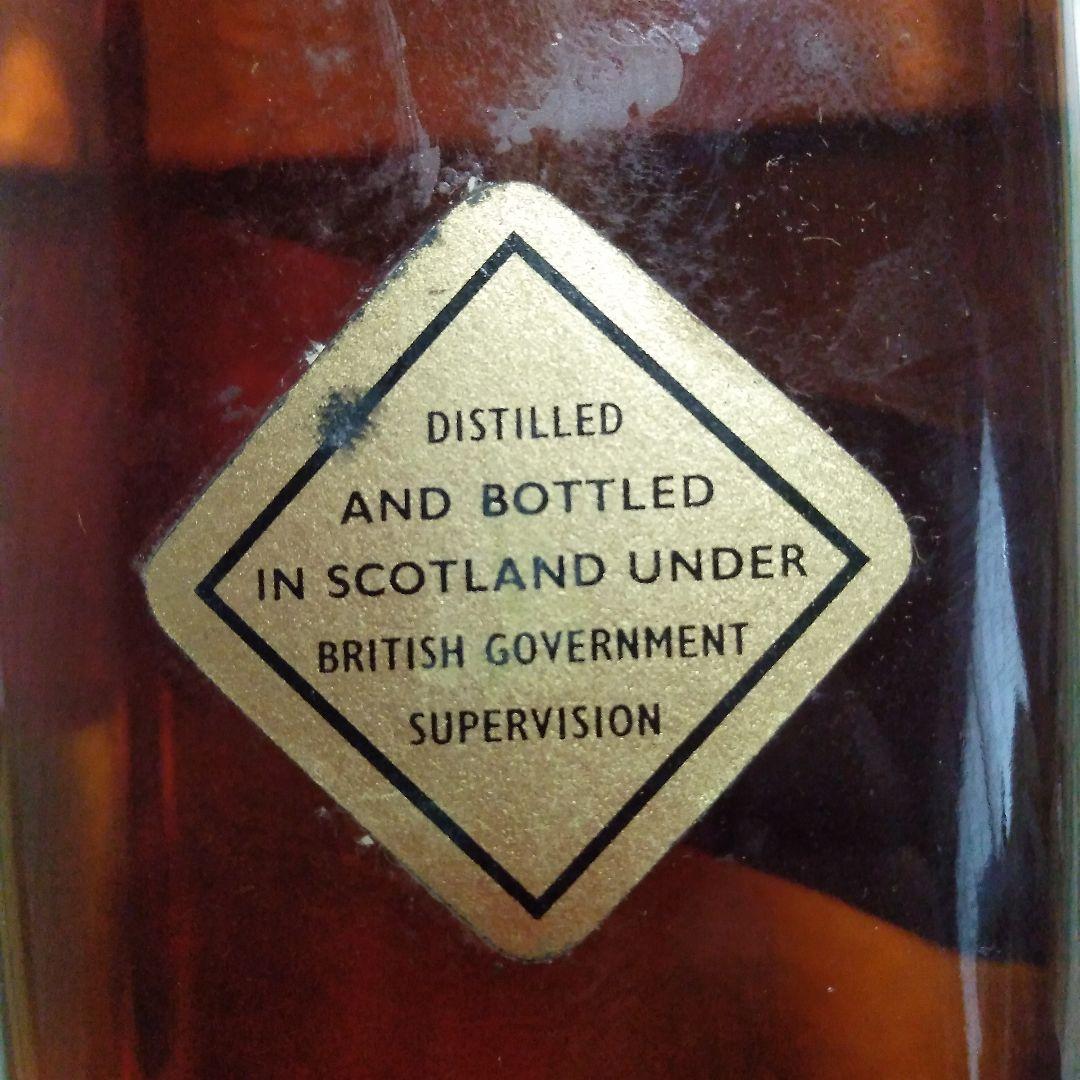 DISTILLED
AND BOTTLED
IN SCOTLAND UNDER
BRITISH GOVERNMENT
SUPERVISION